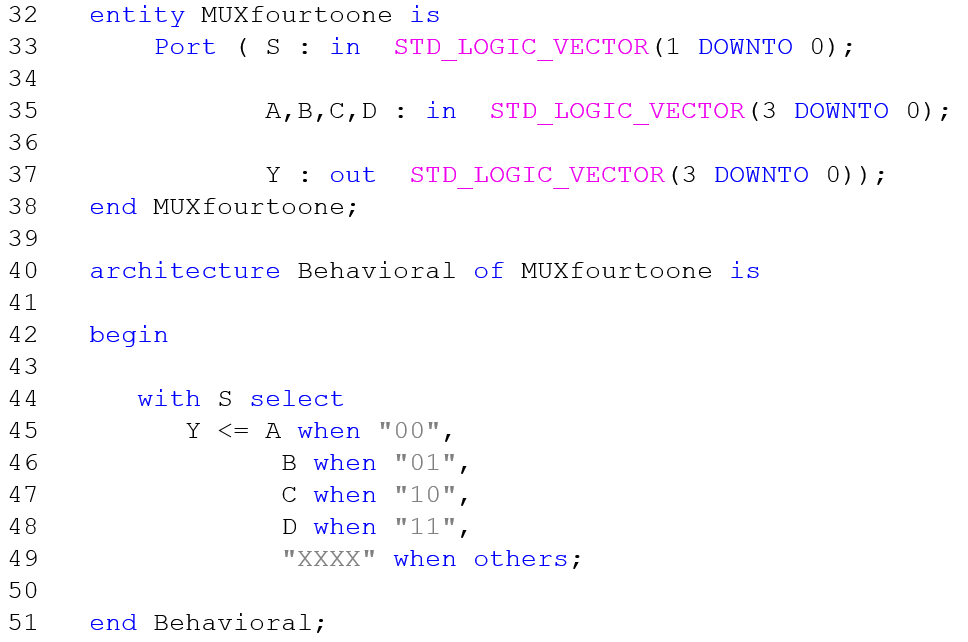 32 entity MUXfourtoone is
33 Port ( S : in STD_LOGIC_VECTOR(1 DOWNTO 0);
34
35 A,B,C,D : in STD_LOGIC_VECTOR(3 DOWNTO 0);
36
37 Y : out STD_LOGIC_VECTOR(3 DOWNTO 0));
38 end MUXfourtoone;
39
40 architecture Behavioral of MUXfourtoone is
41
42 begin
43
44 with S select
45 Y <= A when "00",
46 B when "01",
47 C when "10",
48 D when "11",
49 "XXXX" when others;
50
51 end Behavioral;